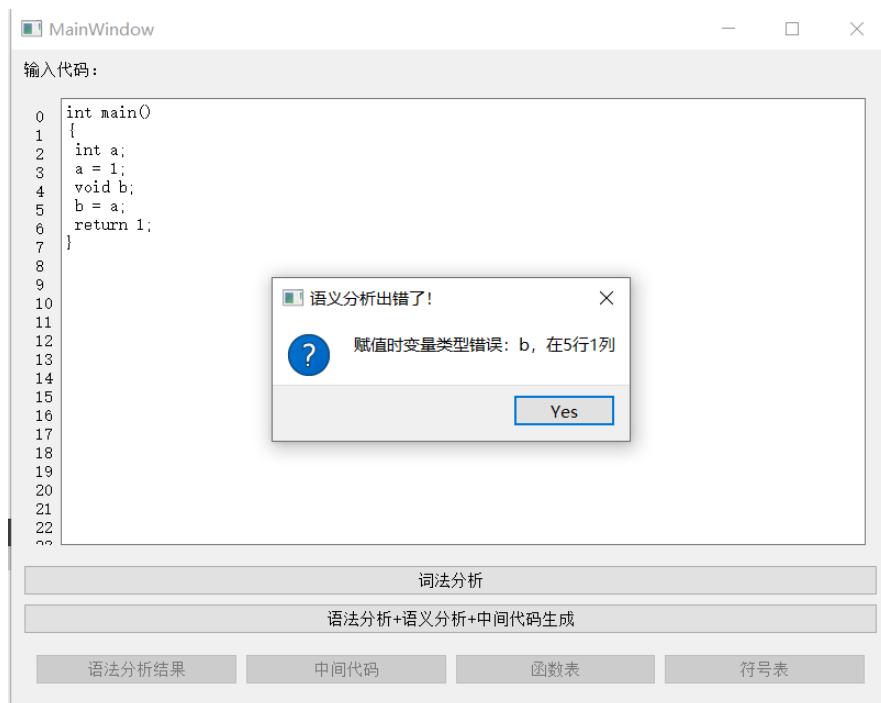 MainWindow
输入代码：
0 int main()
1 {
2 int a;
3 a = 1;
4 void b;
5 b = a;
6 return 1;
7 }
8
9
10
11
12
13
14
15
16
17
18
19
20
21
22
语义分析出错了！
赋值时变量类型错误：b，在5行1列
Yes
词法分析
语法分析+语义分析+中间代码生成
语法分析结果 中间代码 函数表 符号表